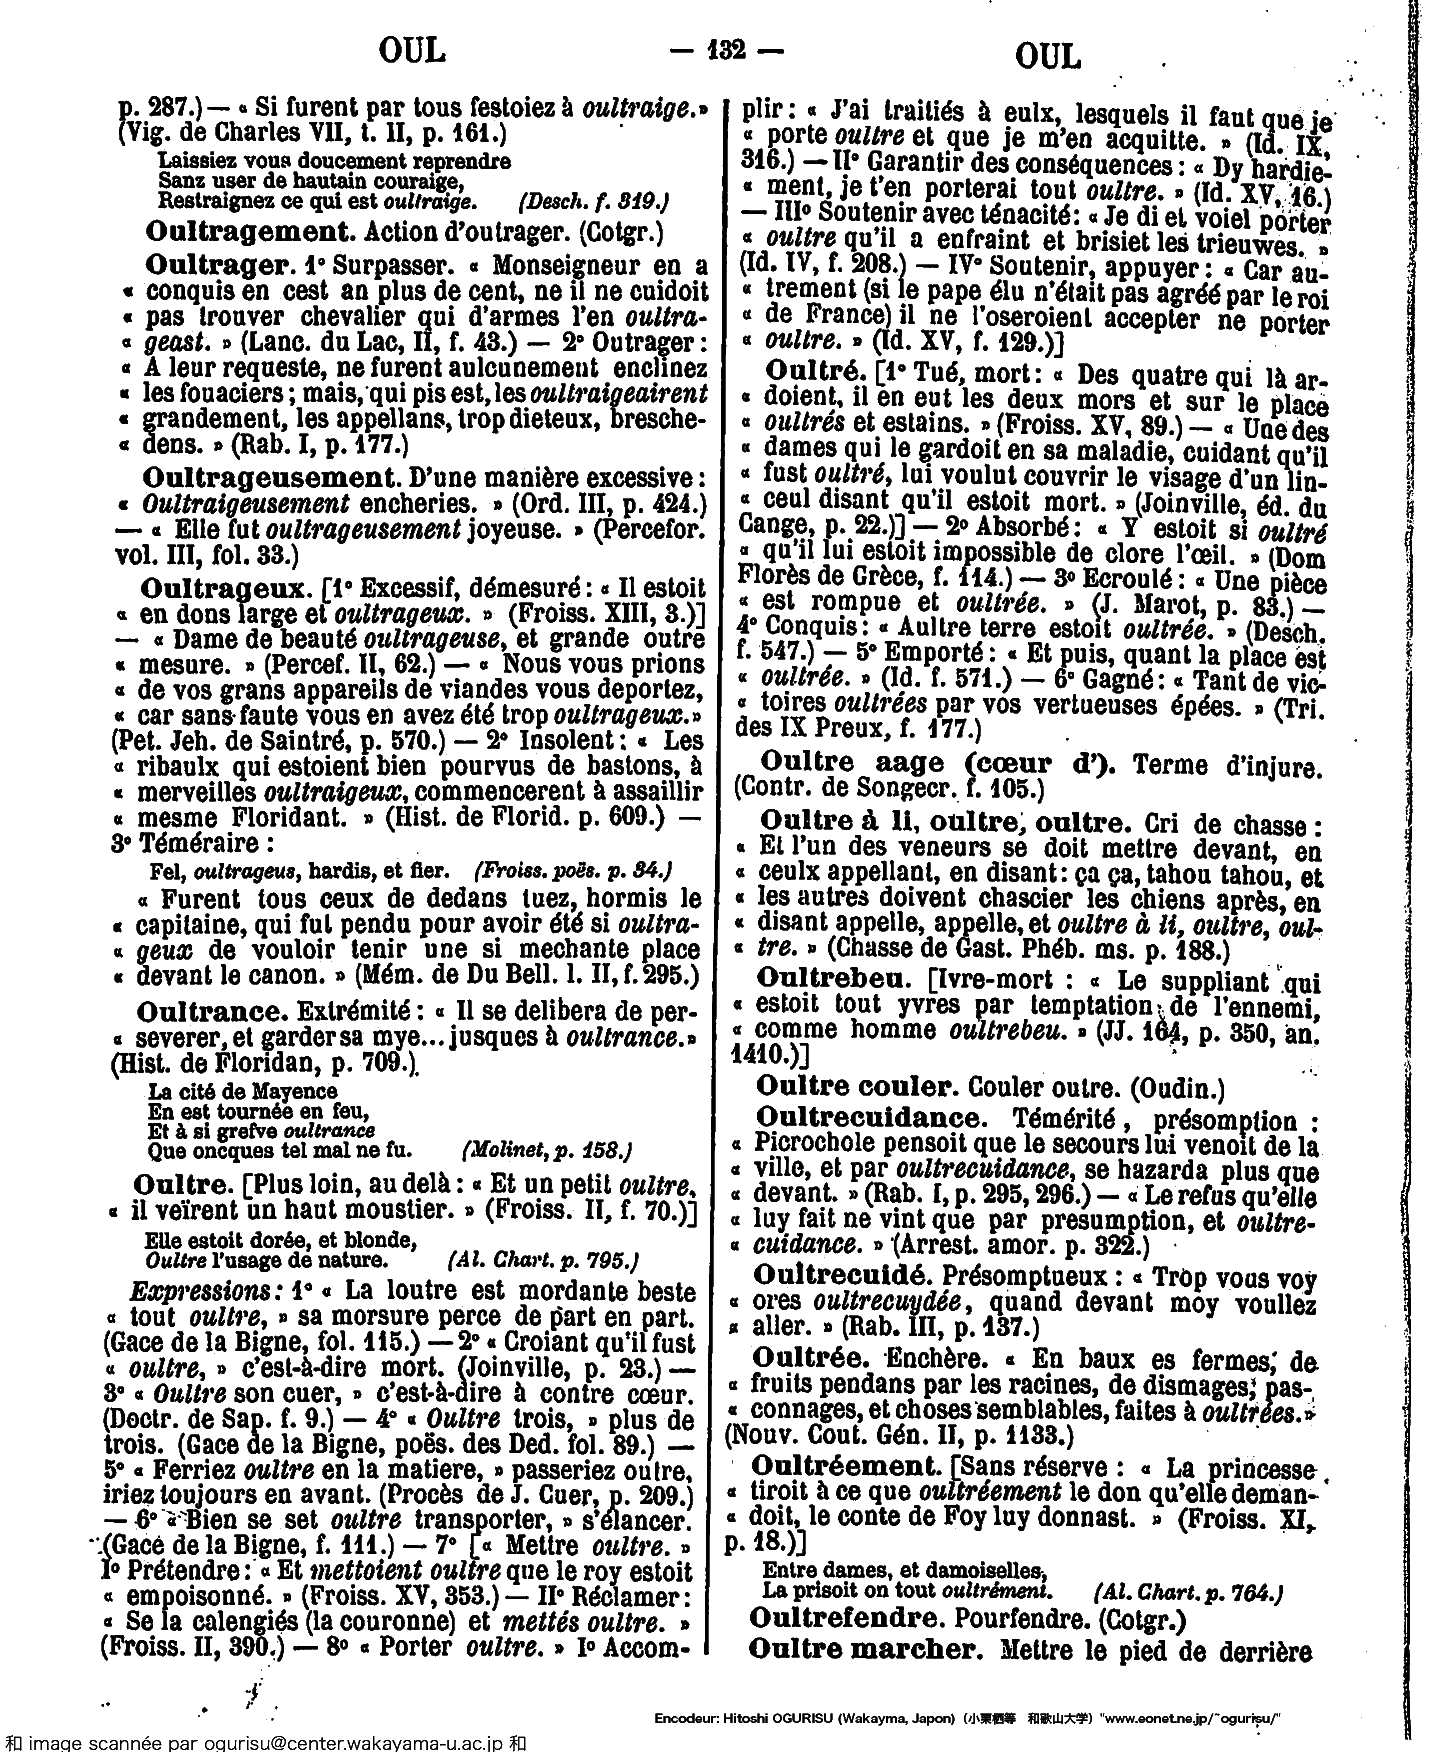 OUL
— 132 —
OUL
p. 287.) — « Si furent par tous festoiez à oultraige. »
(Vig. de Charles VII, t. II, p. 161.)
Laissiez vous doucement reprendre
Sanz user de hautain couraige,
Restraignez ce qui est oultraige. (Desch. f. 319.)
Oultragement. Action d'outrager. (Cotgr.)
Oultrager. 1° Surpasser. « Monseigneur en a
« conquis en cest an plus de cent, ne il ne cuidoit
« pas trouver chevalier qui d'armes l'en oultra-
« geast. » (Lanc. du Lac, II, f. 43.) — 2° Outrager :
« A leur requeste, ne furent aulcunement enclinez
« les fouaciers ; mais, qui pis est, les oultraigeairent
« grandement, les appellans, trop dieteux, bresche-
« dens. » (Rab. I, p. 177.)
Oultrageusement. D'une manière excessive :
« Oultraigeusement encheries. » (Ord. III, p. 424.)
— « Elle fut oultrageusement joyeuse. » (Percefor.
vol. III, fol. 33.)
Oultrageux. [1° Excessif, démesuré : « Il estoit
« en dons large et oultrageux. » (Froiss. XIII, 3.)]
— « Dame de beauté oultrageuse, et grande outre
« mesure. » (Percef. II, 62.) — « Nous vous prions
« de vos grans appareils de viandes vous deportez,
« car sans faute vous en avez été trop oultrageux. »
(Pet. Jeh. de Saintré, p. 570.) — 2° Insolent : « Les
« ribaulx qui estoient bien pourvus de bastons, à
« merveilles oultraigeux, commencerent à assaillir
« mesme Floridant. » (Hist. de Florid. p. 609.) —
3° Téméraire :
Fel, oultrageus, hardis, et fier. (Froiss. poës. p. 84.)
« Furent tous ceux de dedans tuez, hormis le
« capitaine, qui fut pendu pour avoir été si oultra-
« geux de vouloir tenir une si mechante place
« devant le canon. » (Mém. de Du Bell. l. II, f. 295.)
Oultrance. Extrémité : « Il se delibera de per-
« severer, et garder sa mye... jusques à oultrance. »
(Hist. de Floridan, p. 709.)
La cité de Mayence
En est tournée en feu,
Et à si grefve oultrance
Que oncques tel mal ne fu. (Molinet, p. 158.)
Oultre. [Plus loin, au delà : « Et un petit oultre,
« il veïrent un haut moustier. » (Froiss. II, f. 70.)]
Elle estoit dorée, et blonde,
Oultre l'usage de nature. (Al. Chart. p. 795.)
Expressions : 1° « La loutre est mordante beste
« tout oultre, » sa morsure perce de part en part.
(Gace de la Bigne, fol. 115.) — 2° « Croiant qu'il fust
« oultre, » c'est-à-dire mort. (Joinville, p. 23.) —
3° « Oultre son cuer, » c'est-à-dire à contre cœur.
(Doctr. de Sap. f. 9.) — 4° « Oultre trois, » plus de
trois. (Gace de la Bigne, poës. des Ded. fol. 89.) —
5° « Ferriez oultre en la matiere, » passeriez outre,
iriez toujours en avant. (Procès de J. Cuer, p. 209.)
— 6° « Bien se set oultre transporter, » s'élancer.
(Gace de la Bigne, f. 111.) — 7° [« Mettre oultre. »
I° Prétendre : « Et mettoient oultre que le roy estoit
« empoisonné. » (Froiss. XV, 353.) — II° Réclamer :
« Se la calengiés (la couronne) et mettés oultre. »
(Froiss. II, 390.) — 8° « Porter oultre. » I° Accom-
plir : « J'ai traitiés à eulx, lesquels il faut que je
« porte oultre et que je m'en acquitte. » (Id. IX,
316.) — II° Garantir des conséquences : « Dy hardie-
« ment, je t'en porterai tout oultre. » (Id. XV, 16.)
— III° Soutenir avec ténacité : « Je di et voiel porter
« oultre qu'il a enfraint et brisiet les trieuwes. »
(Id. IV, f. 208.) — IV° Soutenir, appuyer : « Car au-
« trement (si le pape élu n'était pas agréé par le roi
« de France) il ne l'oseroient accepter ne porter
« oultre. » (Id. XV, f. 129.)]
Oultré. [1° Tué, mort : « Des quatre qui là ar-
« doient, il en eut les deux mors et sur le place
« oultrés et estains. » (Froiss. XV, 89.) — « Une des
« dames qui le gardoit en sa maladie, cuidant qu'il
« fust oultré, lui voulut couvrir le visage d'un lin-
« ceul disant qu'il estoit mort. » (Joinville, éd. du
Cange, p. 22.)] — 2° Absorbé : « Y estoit si oultré
« qu'il lui estoit impossible de clore l'œil. » (Dom
Florès de Grèce, f. 114.) — 3° Ecroulé : « Une pièce
« est rompue et oultrée. » (J. Marot, p. 83.) —
4° Conquis : « Aultre terre estoit oultrée. » (Desch.
f. 547.) — 5° Emporté : « Et puis, quant la place est
« oultrée. » (Id. f. 571.) — 6° Gagné : « Tant de vic-
« toires oultrées par vos vertueuses épées. » (Tri.
des IX Preux, f. 177.)
Oultre aage (cœur d'). Terme d'injure.
(Contr. de Songecr. f. 105.)
Oultre à li, oultre, oultre. Cri de chasse :
« Et l'un des veneurs se doit mettre devant, en
« ceulx appellant, en disant : ça ça, tahou tahou, et
« les autres doivent chascier les chiens après, en
« disant appelle, appelle, et oultre à li, oultre, oul-
« tre. » (Chasse de Gast. Phéb. ms. p. 188.)
Oultrebeu. [Ivre-mort : « Le suppliant qui
« estoit tout yvres par temptation de l'ennemi,
« comme homme oultrebeu. » (JJ. 164, p. 350, an.
1410.)]
Oultre couler. Couler outre. (Oudin.)
Oultrecuidance. Témérité, présomption :
« Picrochole pensoit que le secours lui venoit de la
« ville, et par oultrecuidance, se hazarda plus que
« devant. » (Rab. I, p. 295, 296.) — « Le refus qu'elle
« luy fait ne vint que par presumption, et oultre-
« cuidance. » (Arrest. amor. p. 322.)
Oultrecuidé. Présomptueux : « Trop vous voy
« ores oultrecuydée, quand devant moy voullez
« aller. » (Rab. III, p. 137.)
Oultrée. Enchère. « En baux es fermes, de
« fruits pendans par les racines, de dismages, pas-
« connages, et choses semblables, faites à oultrées. »
(Nouv. Cout. Gén. II, p. 1133.)
Oultréement. [Sans réserve : « La princesse
« tiroit à ce que oultréement le don qu'elle deman-
« doit, le conte de Foy luy donnast. » (Froiss. XI,
p. 18.)]
Entre dames, et damoiselles,
La prisoit on tout oultrément. (Al. Chart. p. 764.)
Oultrefendre. Pourfendre. (Cotgr.)
Oultre marcher. Mettre le pied de derrière
Encodeur: Hitoshi OGURISU (Wakayma, Japon) (小栗栖等 和歌山大学) "www.eonet.ne.jp/~ogurisu/"
和 image scannée par ogurisu@center.wakayama-u.ac.jp 和